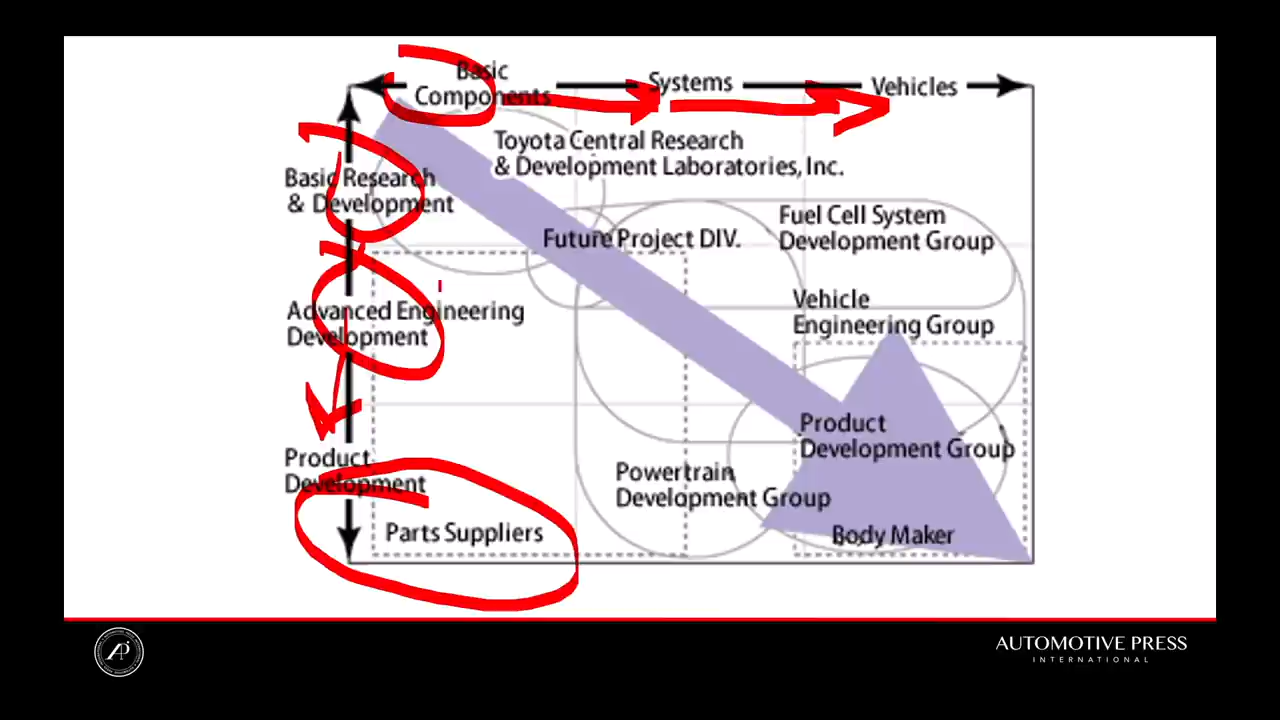 Basic
Components
Systems
Vehicles
Toyota Central Research
& Development Laboratories, Inc.
Basic Research
& Development
Fuel Cell System
Development Group
Future Project DIV.
Vehicle
Engineering Group
Advanced Engineering
Development
Product
Development Group
Product
Development
Powertrain
Development Group
Parts Suppliers
Body Maker
AUTOMOTIVE PRESS
INTERNATIONAL